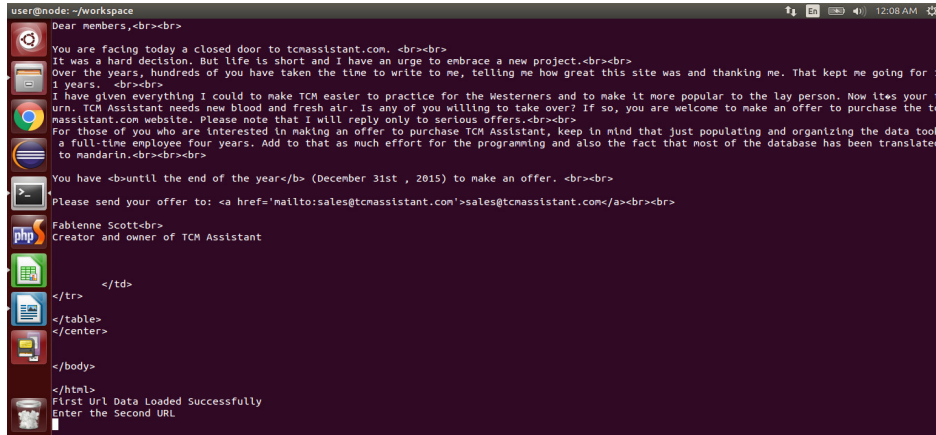 user@node: ~/workspace
En
12:08 AM
Dear members,<br><br>
You are facing today a closed door to tcmassistant.com. <br><br>
It was a hard decision. But life is short and I have an urge to embrace a new project.<br><br>
Over the years, hundreds of you have taken the time to write to me, telling me how great this site was and thanking me. That kept me going for
1 years. <br><br>
I have given everything I could to make TCM easier to practice for the Westerners and to make it more popular to the lay person. Now it�s your
urn. TCM Assistant needs new blood and fresh air. Is any of you willing to take over? If so, you are welcome to make an offer to purchase the
massistant.com website. Please note that I will reply only to serious offers.<br><br>
For those of you who are interested in making an offer to purchase TCM Assistant, keep in mind that just populating and organizing the data took
a full-time employee four years. Add to that as much effort for the programming and also the fact that most of the database has been translated
to mandarin.<br><br><br>
You have <b>until the end of the year</b> (December 31st , 2015) to make an offer. <br><br>
Please send your offer to: <a href='mailto:sales@tcmassistant.com'>sales@tcmassistant.com</a><br><br>
Fabienne Scott<br>
Creator and owner of TCM Assistant
</td>
</tr>
</table>
</center>
</body>
</html>
First Url Data Loaded Successfully
Enter the Second URL
>_
php